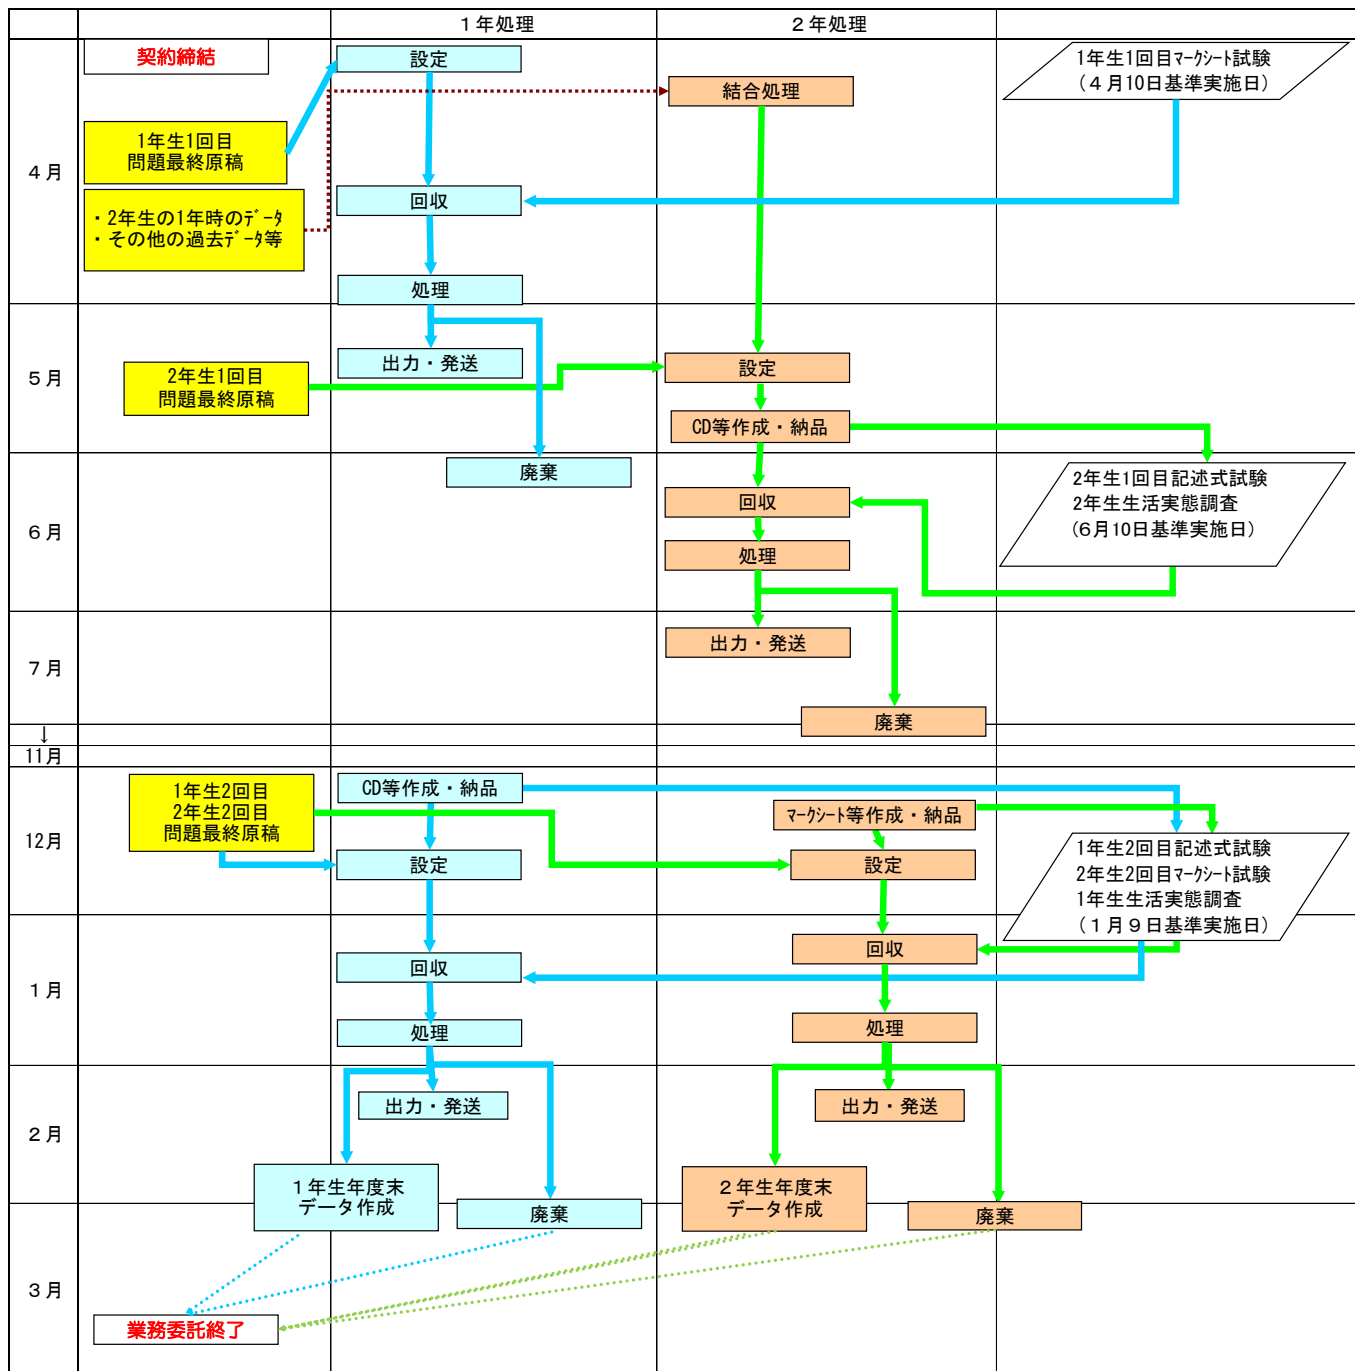 １年処理
２年処理
４月
契約締結
設定
1年生1回目ﾏｰｸｼｰﾄ試験
(４月10日基準実施日)
結合処理
1年生1回目
問題最終原稿
・2年生の1年時のﾃﾞｰﾀ
・その他の過去ﾃﾞｰﾀ等
回収
処理
５月
出力・発送
2年生1回目
問題最終原稿
設定
CD等作成・納品
６月
廃棄
2年生1回目記述式試験
2年生生活実態調査
(６月10日基準実施日)
回収
処理
７月
出力・発送
廃棄
↓
11月
12月
1年生2回目
2年生2回目
問題最終原稿
CD等作成・納品
ﾏｰｸｼｰﾄ等作成・納品
設定
設定
1年生2回目記述式試験
2年生2回目ﾏｰｸｼｰﾄ試験
1年生生活実態調査
(１月９日基準実施日)
１月
回収
回収
処理
処理
２月
出力・発送
出力・発送
１年生年度末
データ作成
廃棄
２年生年度末
データ作成
廃棄
３月
業務委託終了